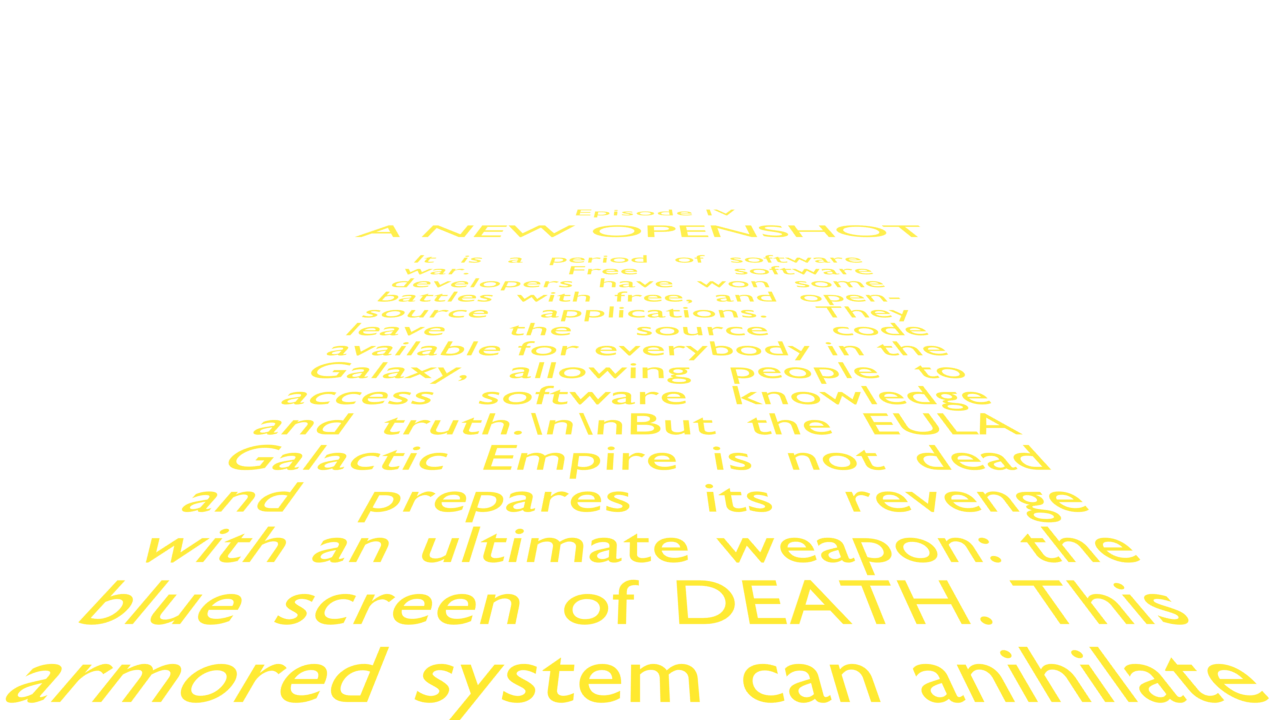 Episode IV
A NEW OPENSHOT
It is a period of software
war. Free software
developers have won some
battles with free, and open-
source applications. They
leave the source code
available for everybody in the
Galaxy, allowing people to
access software knowledge
and truth.\n\nBut the EULA
Galactic Empire is not dead
and prepares its revenge
with an ultimate weapon: the
blue screen of DEATH. This
armored system can anihilate